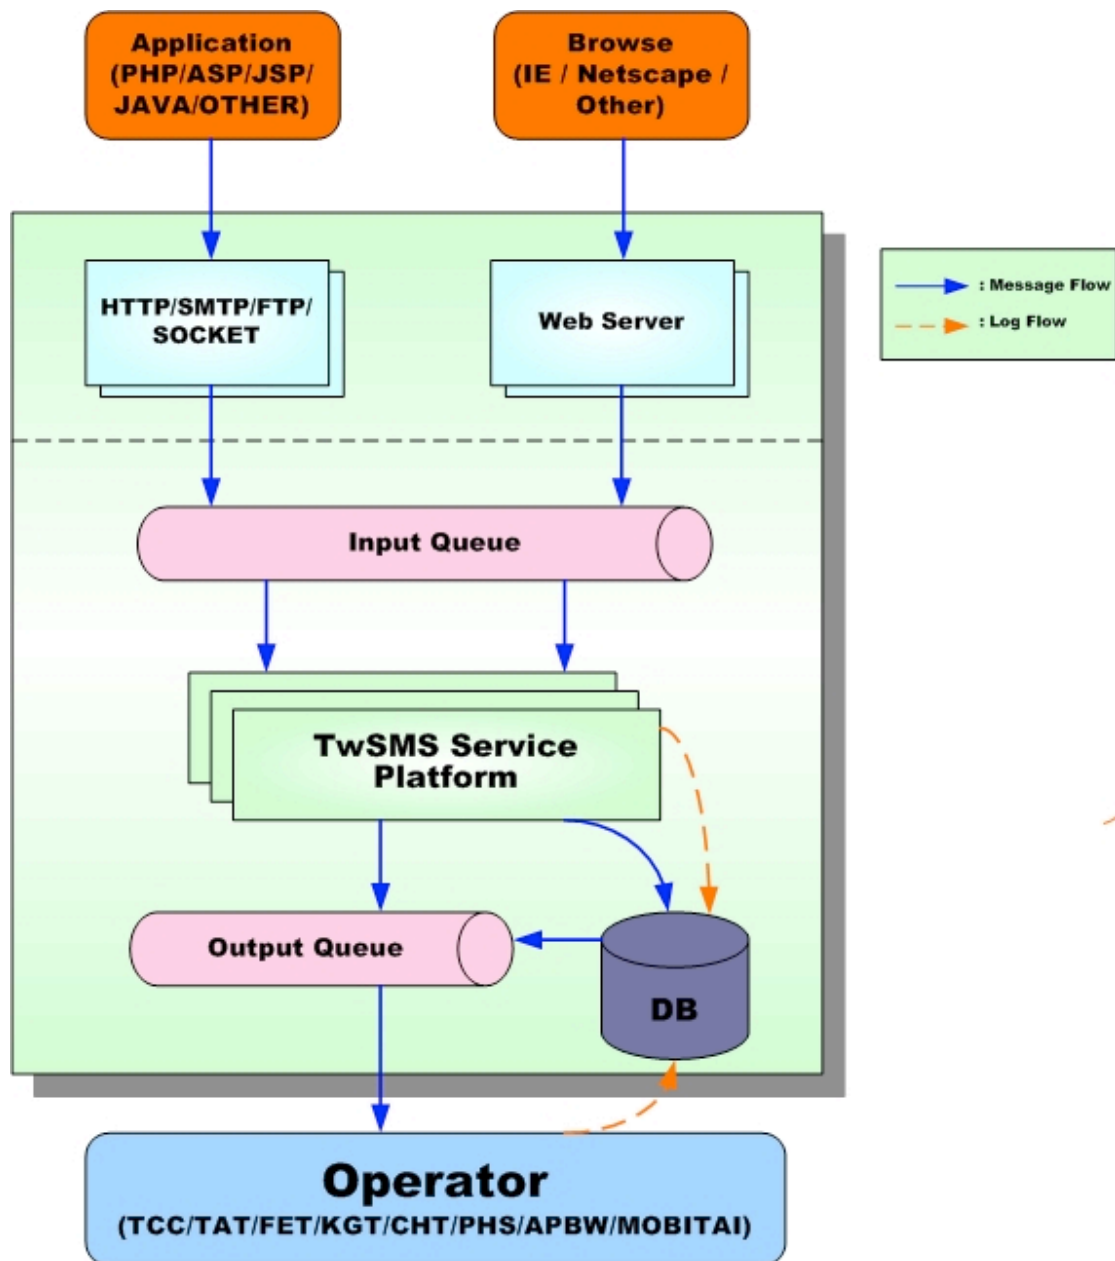 Application
(PHP/ASP/JSP/
JAVA/OTHER)
Browse
(IE / Netscape /
Other)
HTTP/SMTP/FTP/
SOCKET
Web Server
: Message Flow
: Log Flow
Input Queue
TwSMS Service
Platform
Output Queue
DB
Operator
(TCC/TAT/FET/KGT/CHT/PHS/APBW/MOBITAI)